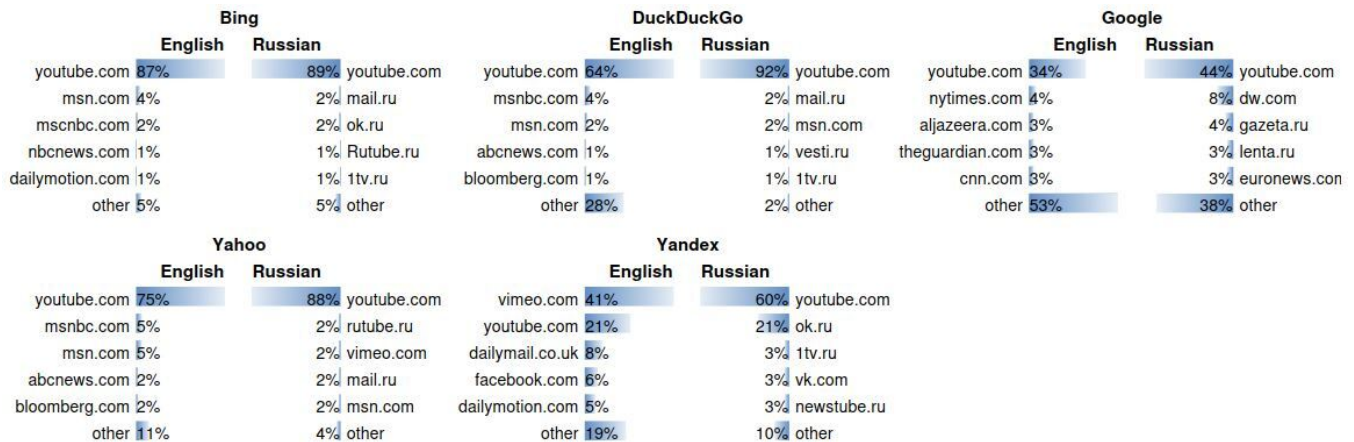 Bing DuckDuckGo Google
English Russian English Russian English Russian
youtube.com 87% 89% youtube.com youtube.com 64% 92% youtube.com youtube.com 34% 44% youtube.com
msn.com 4% 2% mail.ru msnbc.com 4% 2% mail.ru nytimes.com 4% 8% dw.com
mscnbc.com 2% 2% ok.ru msn.com 2% 2% msn.com aljazeera.com 3% 4% gazeta.ru
nbcnews.com 1% 1% Rutube.ru abcnews.com 1% 1% vesti.ru theguardian.com 3% 3% lenta.ru
dailymotion.com 1% 1% 1tv.ru bloomberg.com 1% 1% 1tv.ru cnn.com 3% 3% euronews.con
other 5% 5% other other 28% 2% other other 53% 38% other
Yahoo Yandex
English Russian English Russian
youtube.com 75% 88% youtube.com vimeo.com 41% 60% youtube.com
msnbc.com 5% 2% rutube.ru youtube.com 21% 21% ok.ru
msn.com 5% 2% vimeo.com dailymail.co.uk 8% 3% 1tv.ru
abcnews.com 2% 2% mail.ru facebook.com 6% 3% vk.com
bloomberg.com 2% 2% msn.com dailymotion.com 5% 3% newstube.ru
other 11% 4% other other 19% 10% other